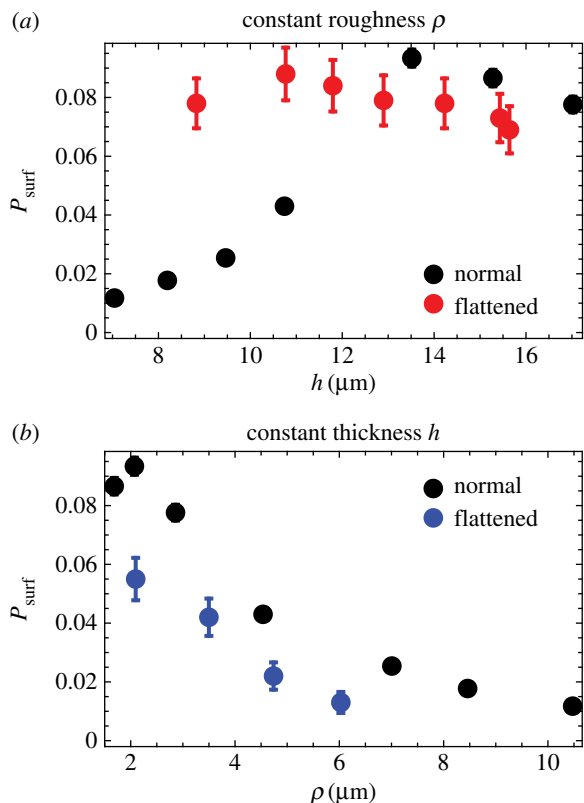 (a) constant roughness ρ
0.08
0.06
P_surf
0.04
0.02
0
normal
flattened
8 10 12 14 16
h (μm)
(b) constant thickness h
0.08
0.06
P_surf
0.04
0.02
0
normal
flattened
2 4 6 8 10
ρ (μm)